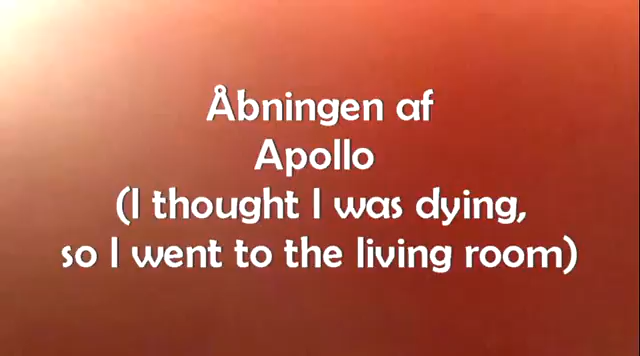 Åbningen af
Apollo
(I thought I was dying,
so I went to the living room)